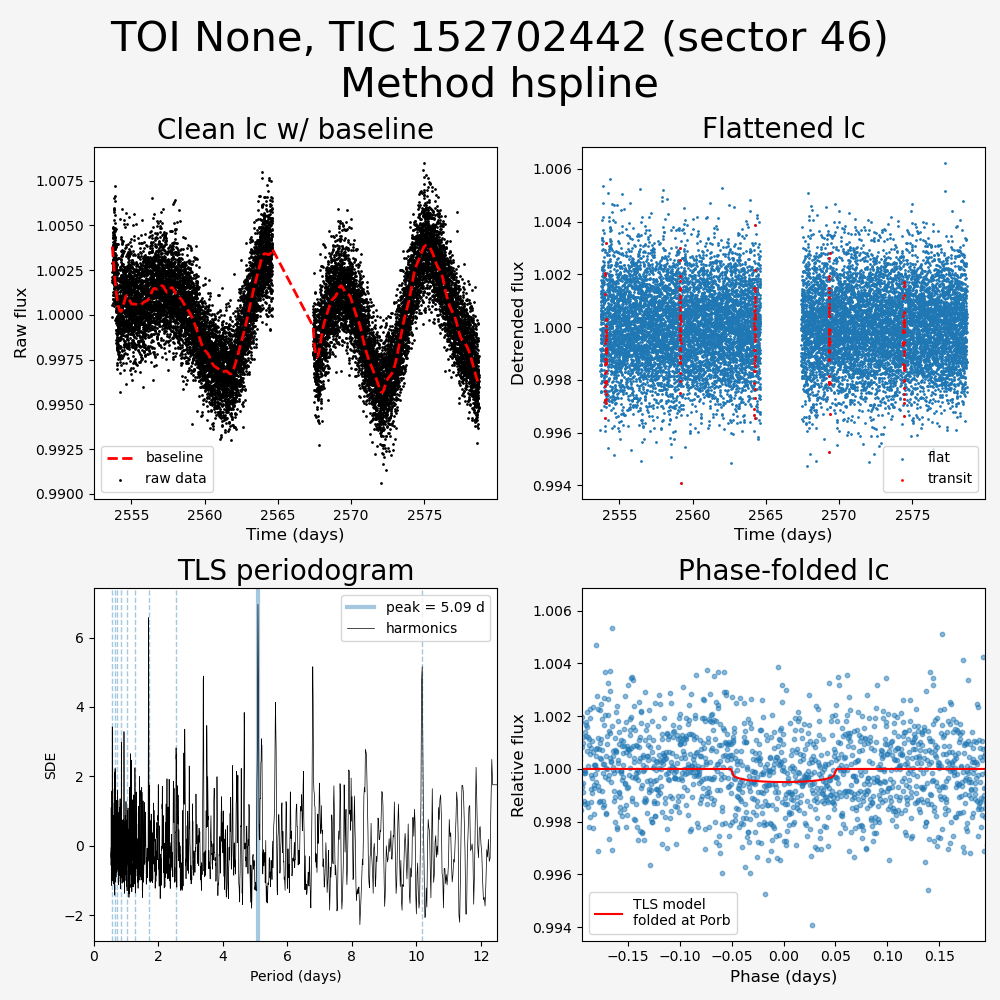 TOI None, TIC 152702442 (sector 46)
Method hspline
Clean lc w/ baseline
Raw flux
1.0075
1.0050
1.0025
1.0000
0.9975
0.9950
0.9925
0.9900
baseline
raw data
2555
2560
2565
2570
2575
Time (days)
Flattened lc
Detrended flux
1.006
1.004
1.002
1.000
0.998
0.996
0.994
flat
transit
2555
2560
2565
2570
2575
Time (days)
TLS periodogram
SDE
6
4
2
0
−2
peak = 5.09 d
harmonics
0
2
4
6
8
10
12
Period (days)
Phase-folded lc
Relative flux
1.006
1.004
1.002
1.000
0.998
0.996
0.994
TLS model
folded at Porb
−0.15
−0.10
−0.05
0.00
0.05
0.10
0.15
Phase (days)